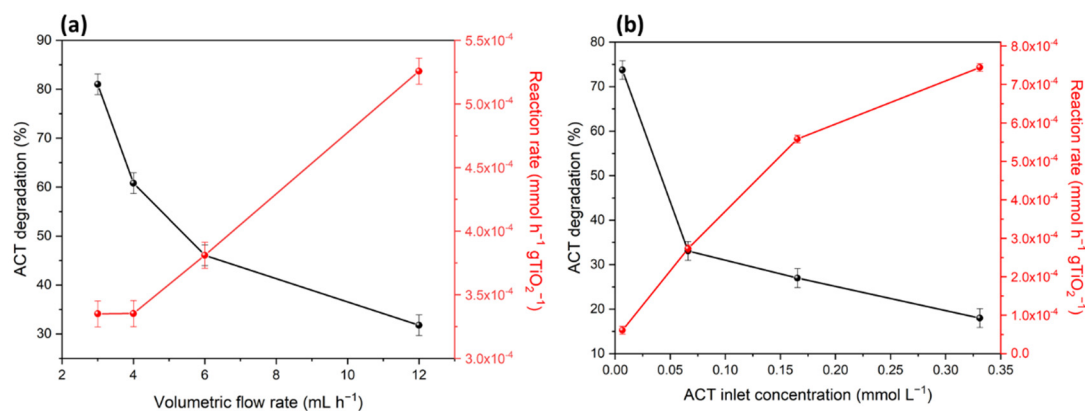 (a)
90
80
70
60
50
40
30
ACT degradation (%)
2 4 6 8 10 12
Volumetric flow rate (mL h⁻¹)
5.5x10⁻⁴
5.0x10⁻⁴
4.5x10⁻⁴
4.0x10⁻⁴
3.5x10⁻⁴
3.0x10⁻⁴
Reaction rate (mmol h⁻¹ gTiO₂⁻¹)
(b)
80
70
60
50
40
30
20
10
ACT degradation (%)
0.00 0.05 0.10 0.15 0.20 0.25 0.30 0.35
ACT inlet concentration (mmol L⁻¹)
8.0x10⁻⁴
7.0x10⁻⁴
6.0x10⁻⁴
5.0x10⁻⁴
4.0x10⁻⁴
3.0x10⁻⁴
2.0x10⁻⁴
1.0x10⁻⁴
0.0
Reaction rate (mmol h⁻¹ gTiO₂⁻¹)